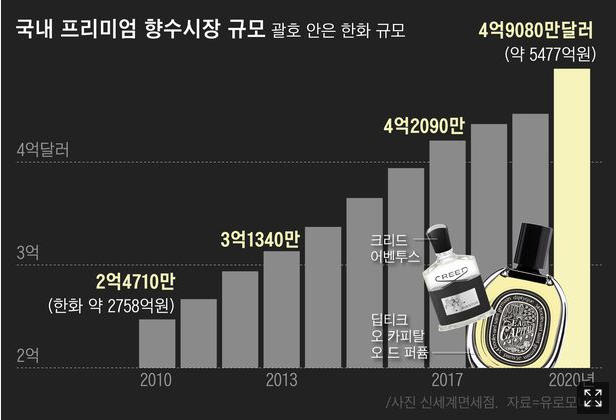 국내 프리미엄 향수시장 규모 괄호 안은 한화 규모
4억9080만달러
(약 5477억원)
4억2090만
4억달러
3억1340만
3억
2억4710만
(한화 약 2758억원)
2억
크리드
어벤투스
CREED
딥티크
오 카피탈
오 드 퍼퓸
EAU
CAPITALE
2010
2013
2017
2020년
/사진 신세계면세점. 자료=유로모